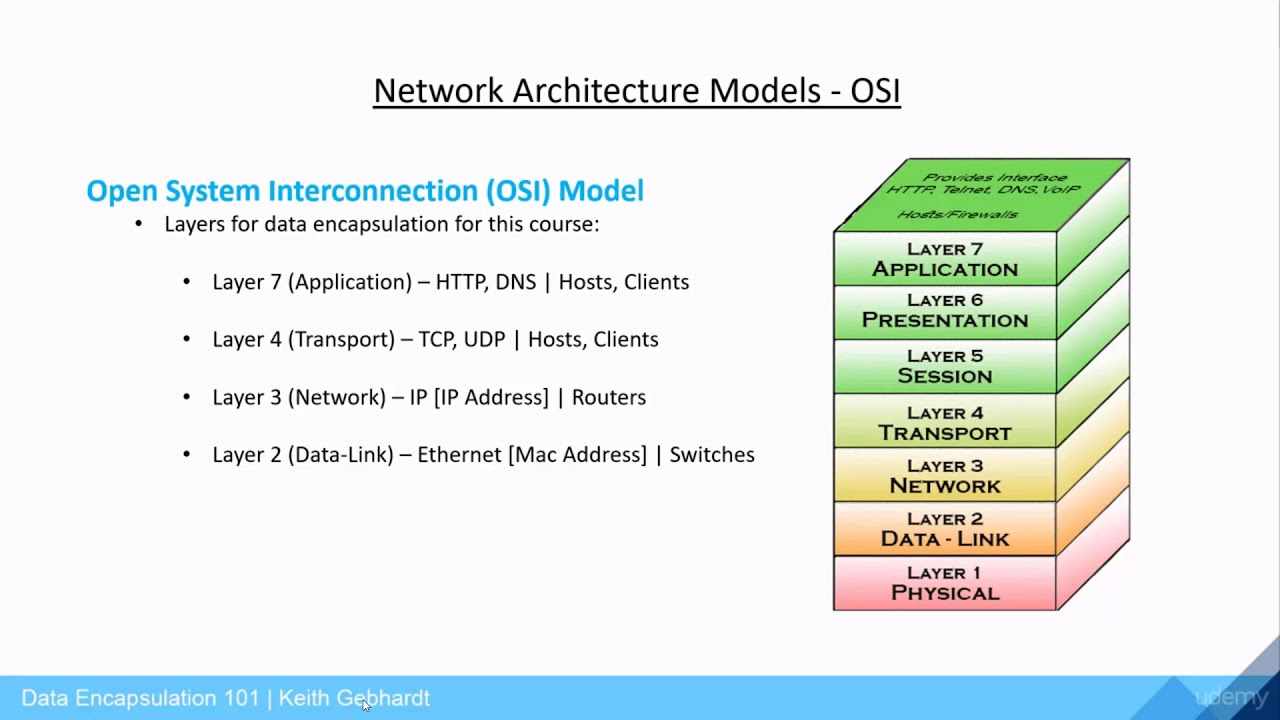 Network Architecture Models - OSI
Open System Interconnection (OSI) Model
• Layers for data encapsulation for this course:
• Layer 7 (Application) – HTTP, DNS | Hosts, Clients
• Layer 4 (Transport) – TCP, UDP | Hosts, Clients
• Layer 3 (Network) – IP [IP Address] | Routers
• Layer 2 (Data-Link) – Ethernet [Mac Address] | Switches
Provides Interface
HTTP, Telnet, DNS, VoIP
Hosts/Firewalls
LAYER 7
APPLICATION
LAYER 6
PRESENTATION
LAYER 5
SESSION
LAYER 4
TRANSPORT
LAYER 3
NETWORK
LAYER 2
DATA - LINK
LAYER 1
PHYSICAL
Data Encapsulation 101 | Keith Gebhardt
udemy